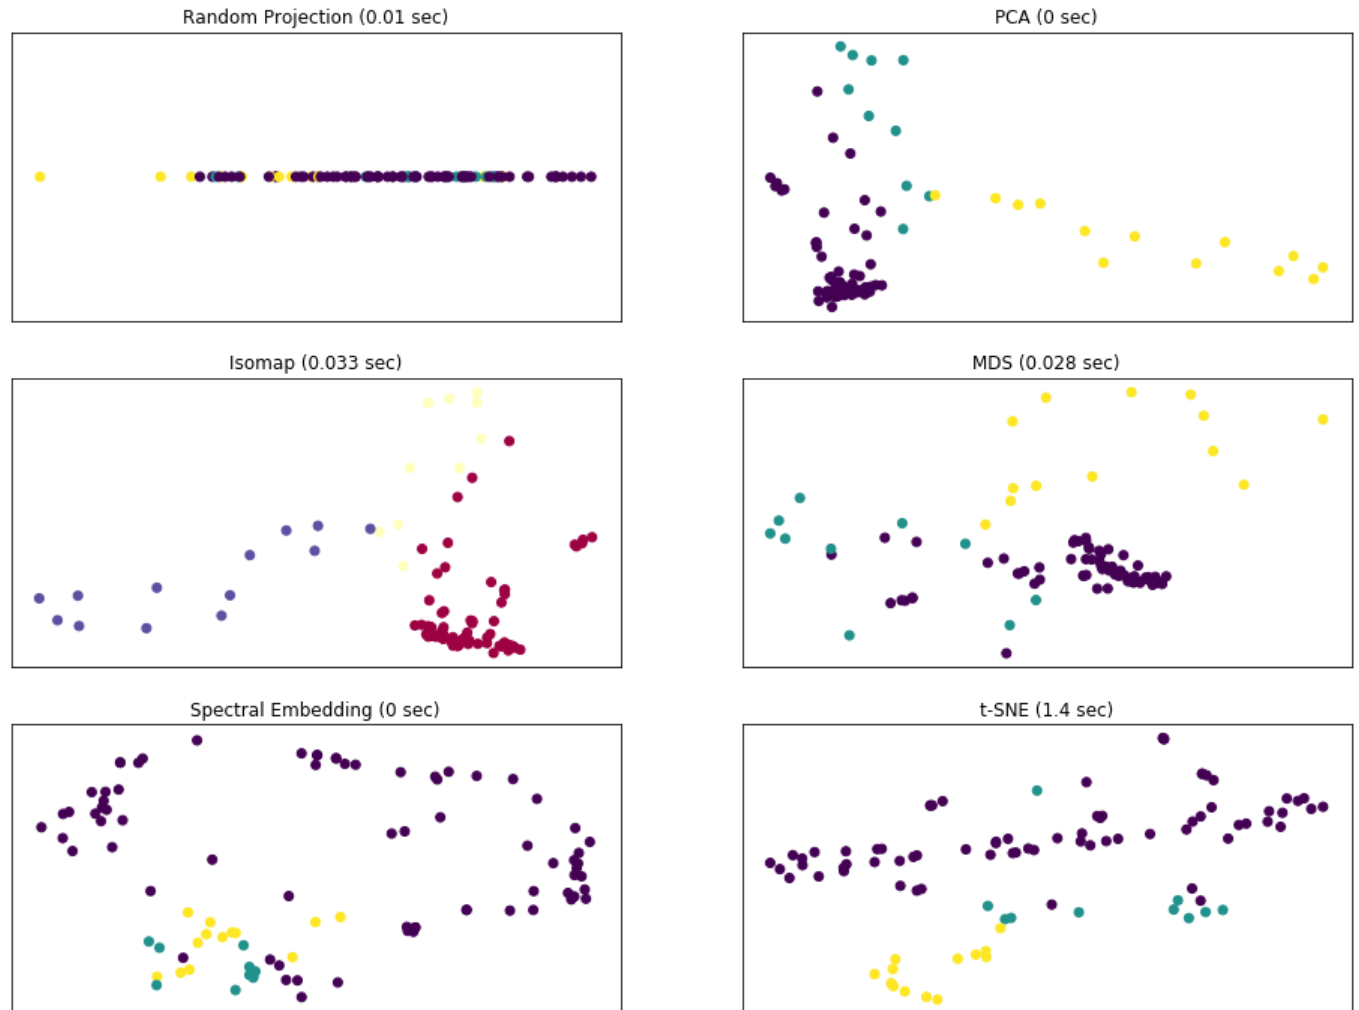 Random Projection (0.01 sec)
PCA (0 sec)
Isomap (0.033 sec)
MDS (0.028 sec)
Spectral Embedding (0 sec)
t-SNE (1.4 sec)